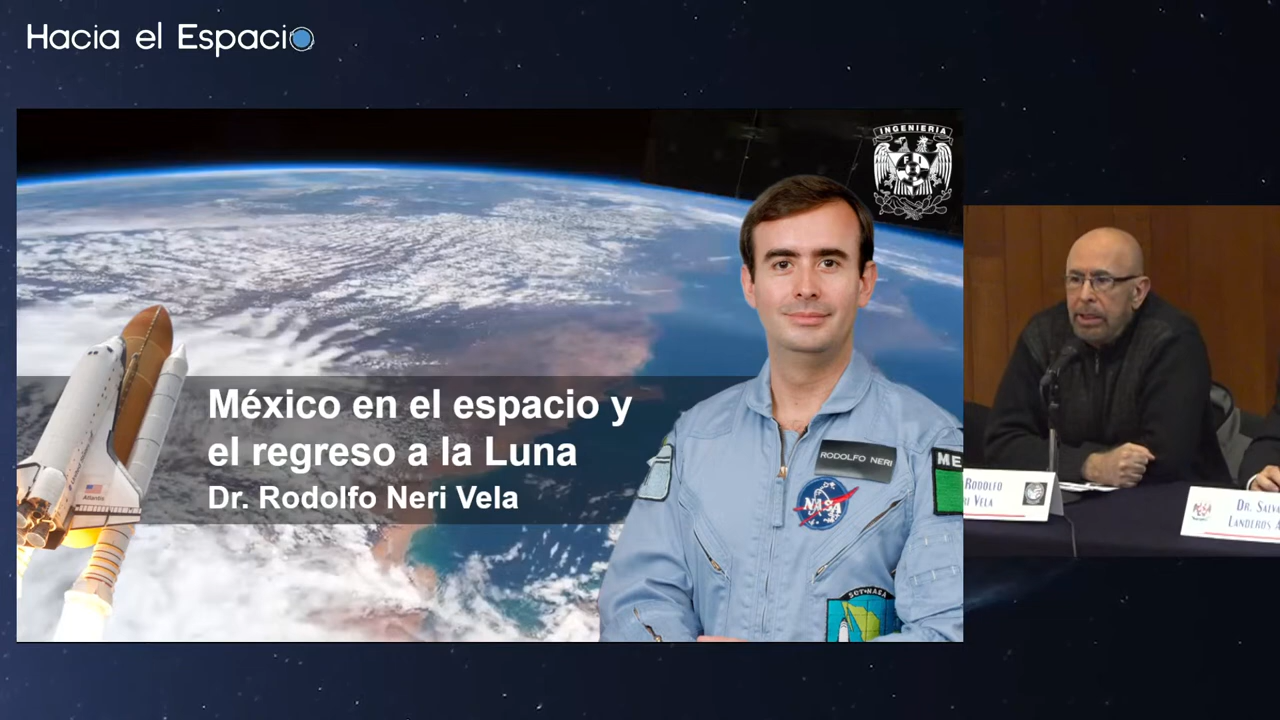 Hacia el Espacio
INGENIERIA
F I
México en el espacio y
el regreso a la Luna
Dr. Rodolfo Neri Vela
Atlantis
RODOLFO NERI
ME
NASA
RODOLFO
VELA
DR. SALVA
LANDEROS A